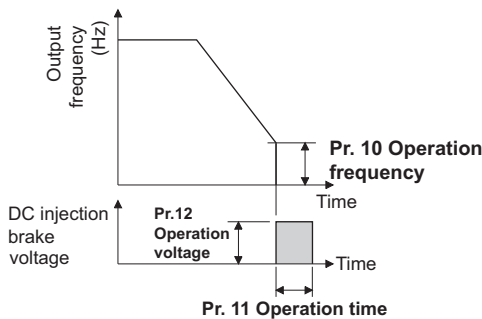 Output
frequency
(Hz)
Pr. 10 Operation
frequency
Time
DC injection
brake
voltage
Pr.12
Operation
voltage
Time
Pr. 11 Operation time